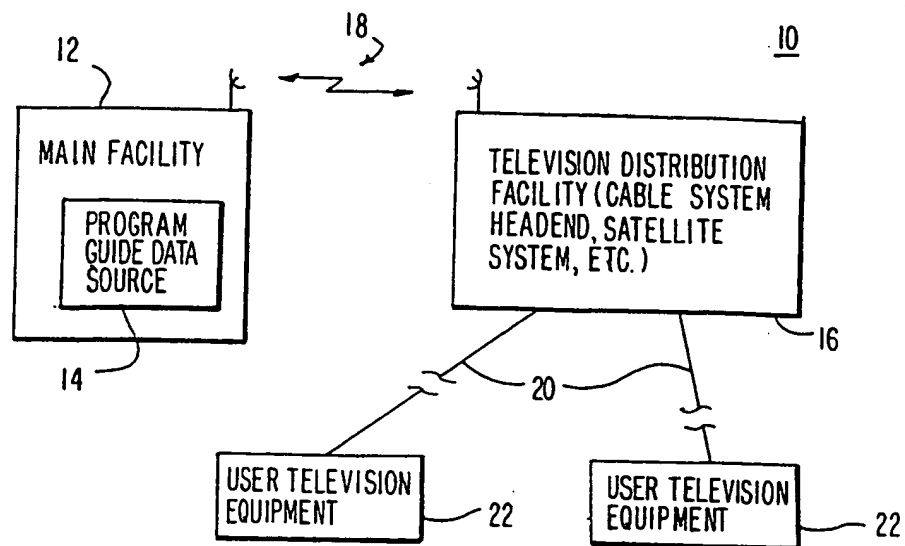 18
10
12
MAIN FACILITY
PROGRAM
GUIDE DATA
SOURCE
14
TELEVISION DISTRIBUTION
FACILITY (CABLE SYSTEM
HEADEND, SATELLITE
SYSTEM, ETC.)
16
20
USER TELEVISION
EQUIPMENT
22
USER TELEVISION
EQUIPMENT
22